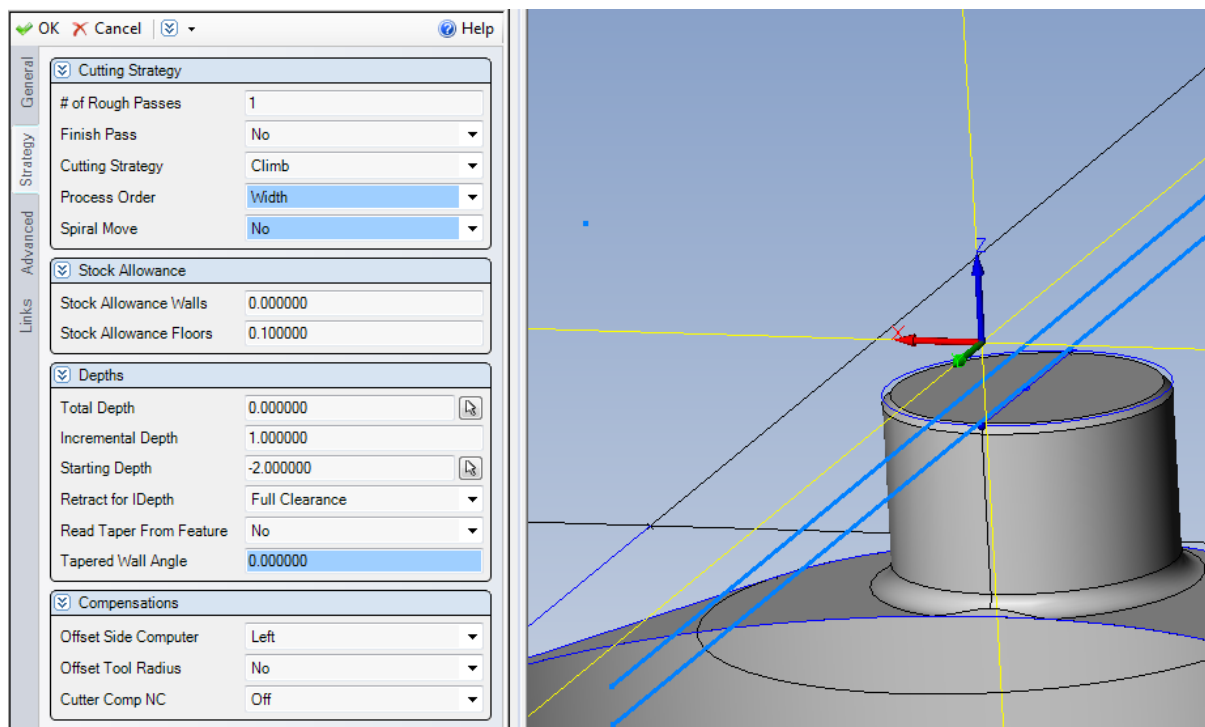 OK Cancel Help
General
Strategy
Advanced
Links
Cutting Strategy
# of Rough Passes 1
Finish Pass No
Cutting Strategy Climb
Process Order Width
Spiral Move No
Stock Allowance
Stock Allowance Walls 0.000000
Stock Allowance Floors 0.100000
Depths
Total Depth 0.000000
Incremental Depth 1.000000
Starting Depth -2.000000
Retract for IDepth Full Clearance
Read Taper From Feature No
Tapered Wall Angle 0.000000
Compensations
Offset Side Computer Left
Offset Tool Radius No
Cutter Comp NC Off
Z
X